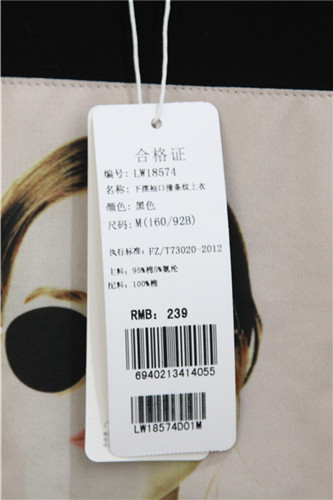 合格证
编号: LW18574
名称: 下摆袖口撞条纹上衣
颜色: 黑色
尺码: M(160/92B)
执行标准: FZ/T73020-2012
主料: 95%棉5%氨纶
配料: 100%棉
RMB: 239
6940213414055
LW18574D01M